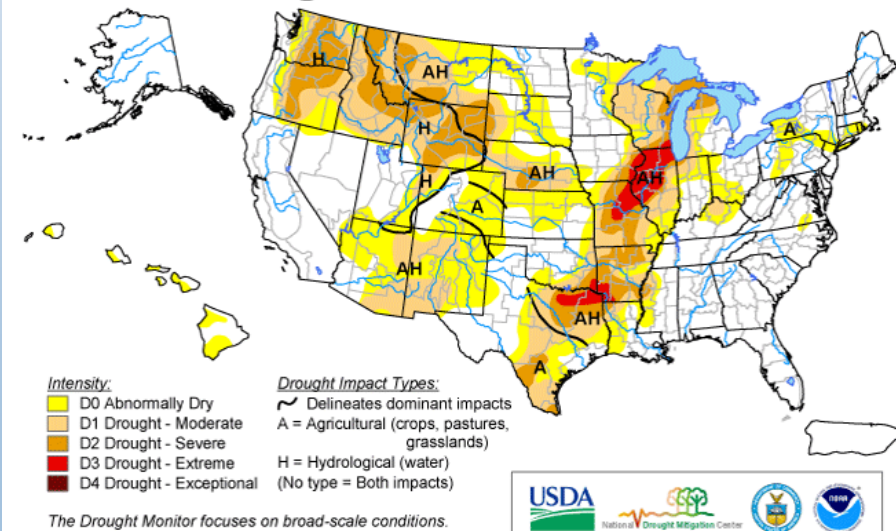 H
AH
H
H
AH
A
AH
AH
A
AH
A
Intensity:
D0 Abnormally Dry
D1 Drought - Moderate
D2 Drought - Severe
D3 Drought - Extreme
D4 Drought - Exceptional
Drought Impact Types:
Delineates dominant impacts
A = Agricultural (crops, pastures,
grasslands)
H = Hydrological (water)
(No type = Both impacts)
The Drought Monitor focuses on broad-scale conditions.
USDA
National Drought Mitigation Center
NOAA